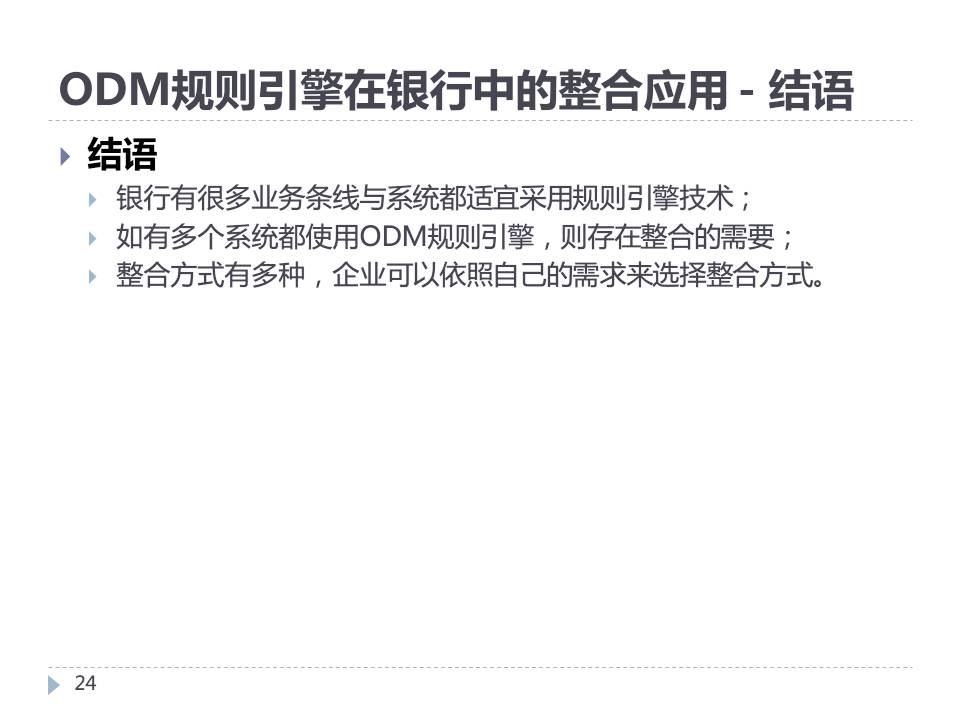 ODM规则引擎在银行中的整合应用 - 结语
结语
银行有很多业务条线与系统都适宜采用规则引擎技术；
如有多个系统都使用ODM规则引擎，则存在整合的需要；
整合方式有多种，企业可以依照自己的需求来选择整合方式。
24